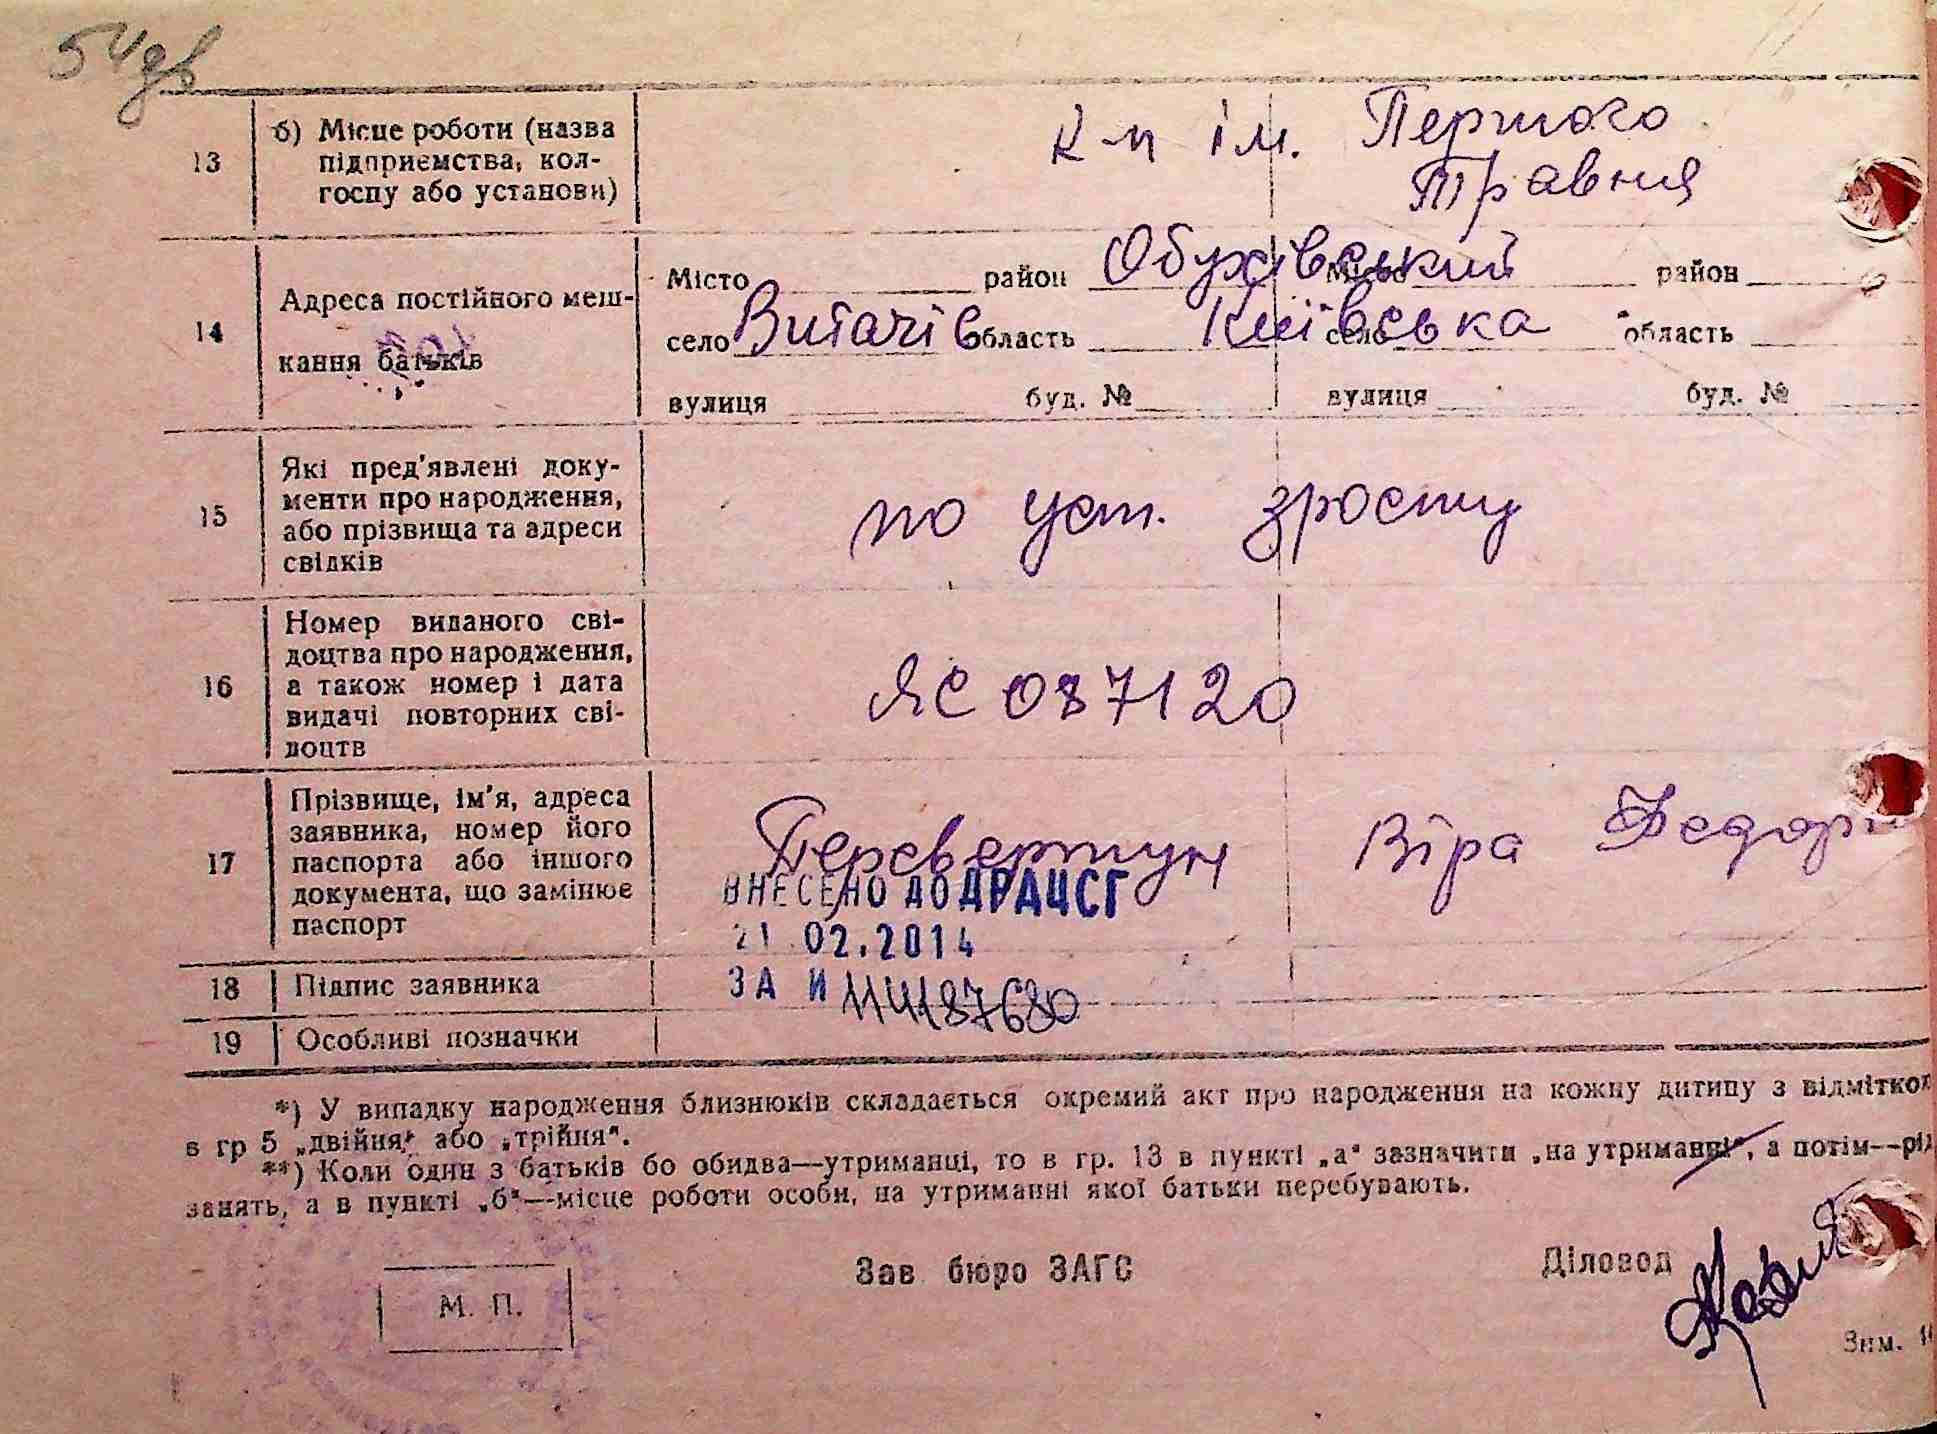 54
13
б) Місце роботи (назва
підприємства, кол-
госпу або установи)
К-п ім. Першого
Травня
14
Адреса постійного меш-
кання батьків
Місто район Обухівський Місто район
село Витачів область Київська село область
вулиця буд. № вулиця буд. №
15
Які пред'явлені доку-
менти про народження,
або прізвища та адреси
свідків
по уст. зросту
16
Номер виданого сві-
доцтва про народження,
а також номер і дата
видачі повторних сві-
доцтв
ЯС 087120
17
Прізвище, ім'я, адреса
заявника, номер його
паспорта або іншого
документа, що замінює
паспорт
Перевертун Віра Федор
ВНЕСЕНО ДО ДРАЦСГ
21.02.2014
18 Підпис заявника
ЗА № 114187680
19 Особливі позначки
*) У випадку народження близнюків складається окремий акт про народження на кожну дитину з відміткою
в гр 5 „двійня" або „трійня".
**) Коли один з батьків бо обидва—утриманці, то в гр. 13 в пункті „а" зазначити „на утриманні", а потім—рід
занять, а в пункті „б"—місце роботи особи, на утриманні якої батьки перебувають.
Зав бюро ЗАГС
Діловод
М. П.
Зим.